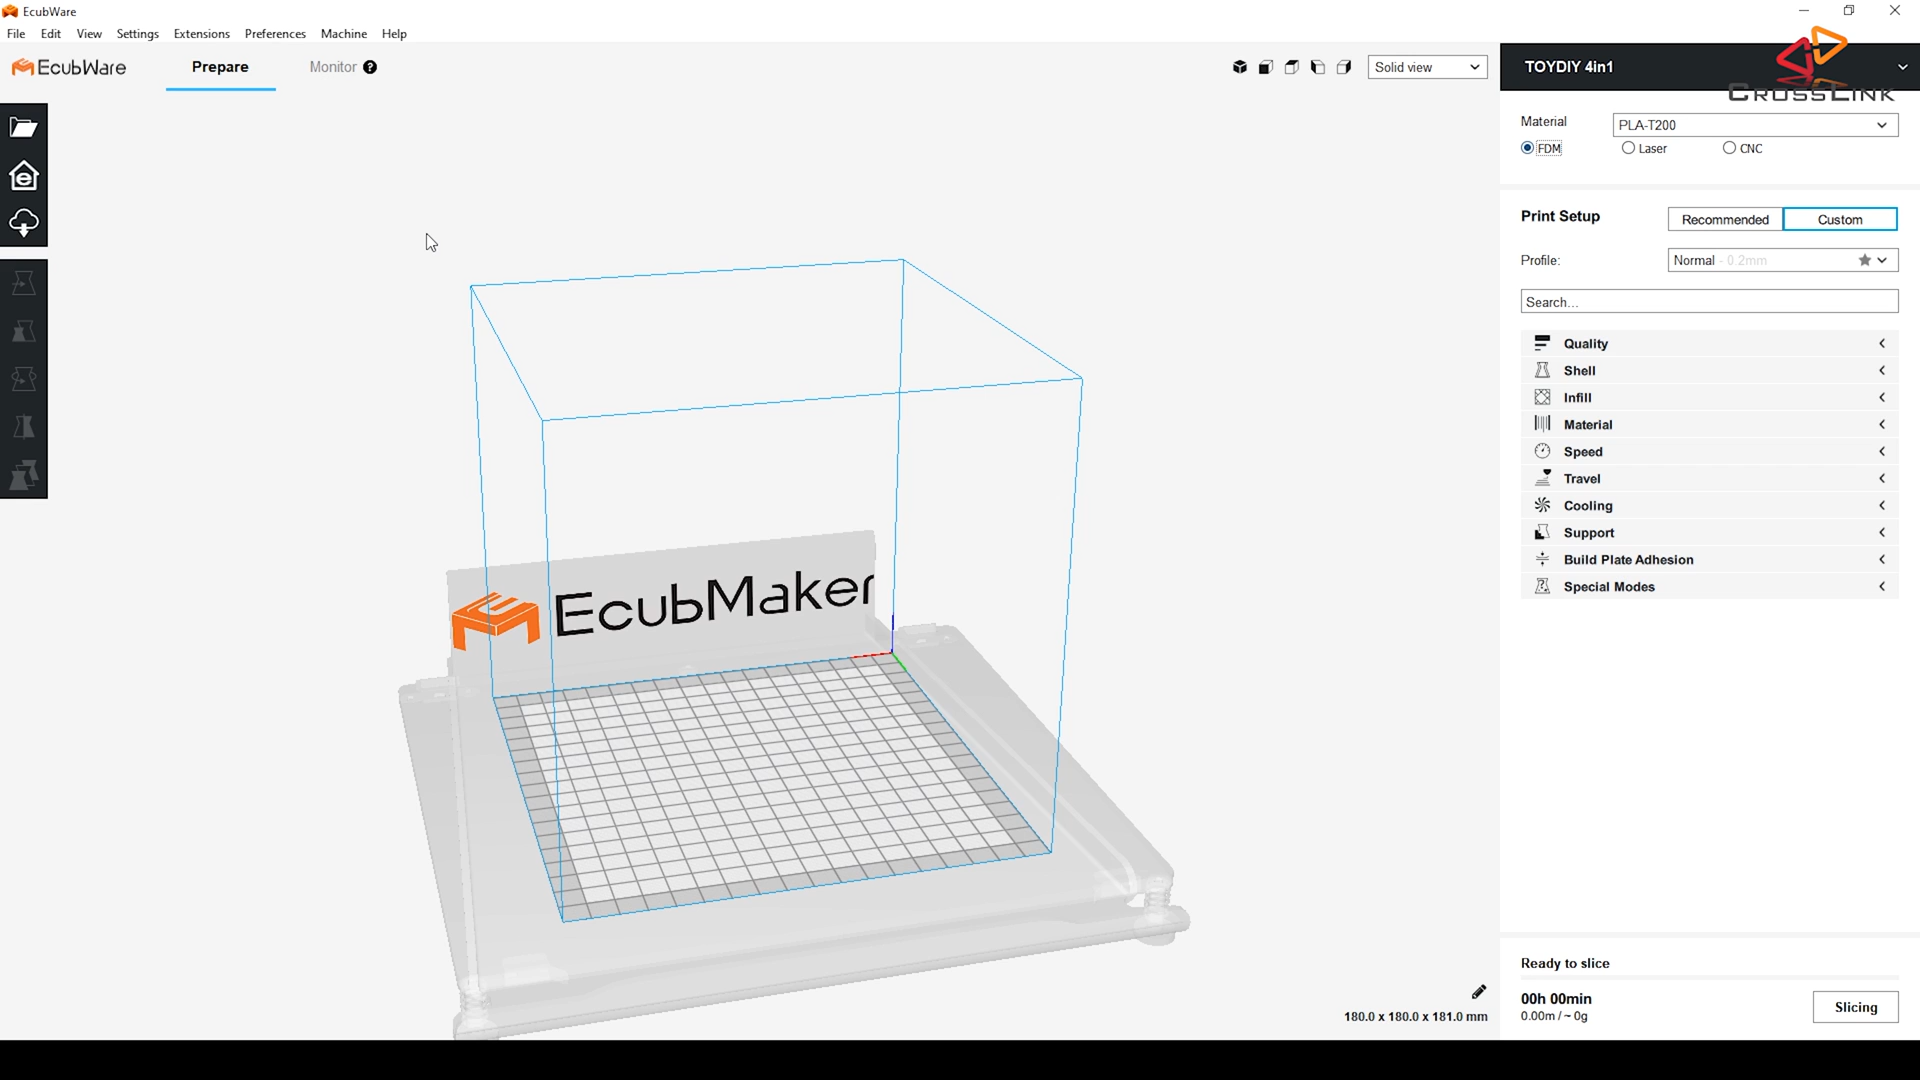 EcubWare
File Edit View Settings Extensions Preferences Machine Help
EcubWare
Prepare
Monitor ?
Solid view
TOYDIY 4in1
CROSSLINK
Material
PLA-T200
FDM
Laser
CNC
Print Setup
Recommended
Custom
Profile:
Normal - 0.2mm
Search...
Quality
Shell
Infill
Material
Speed
Travel
Cooling
Support
Build Plate Adhesion
Special Modes
EcubMaker
180.0 x 180.0 x 181.0 mm
Ready to slice
00h 00min
0.00m / ~ 0g
Slicing